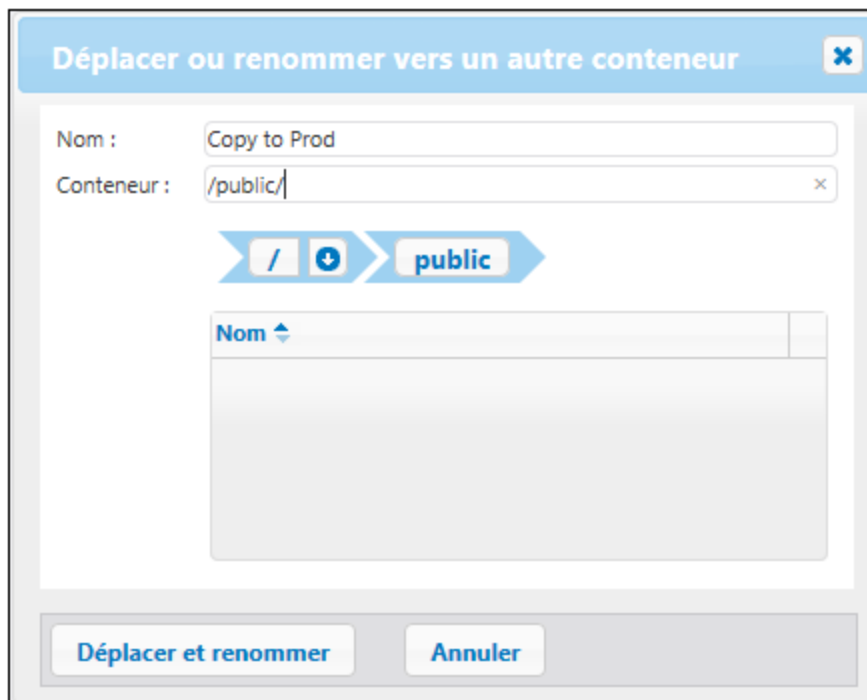 Déplacer ou renommer vers un autre conteneur
Nom : Copy to Prod
Conteneur : /public/
/ public
Nom
Déplacer et renommer Annuler